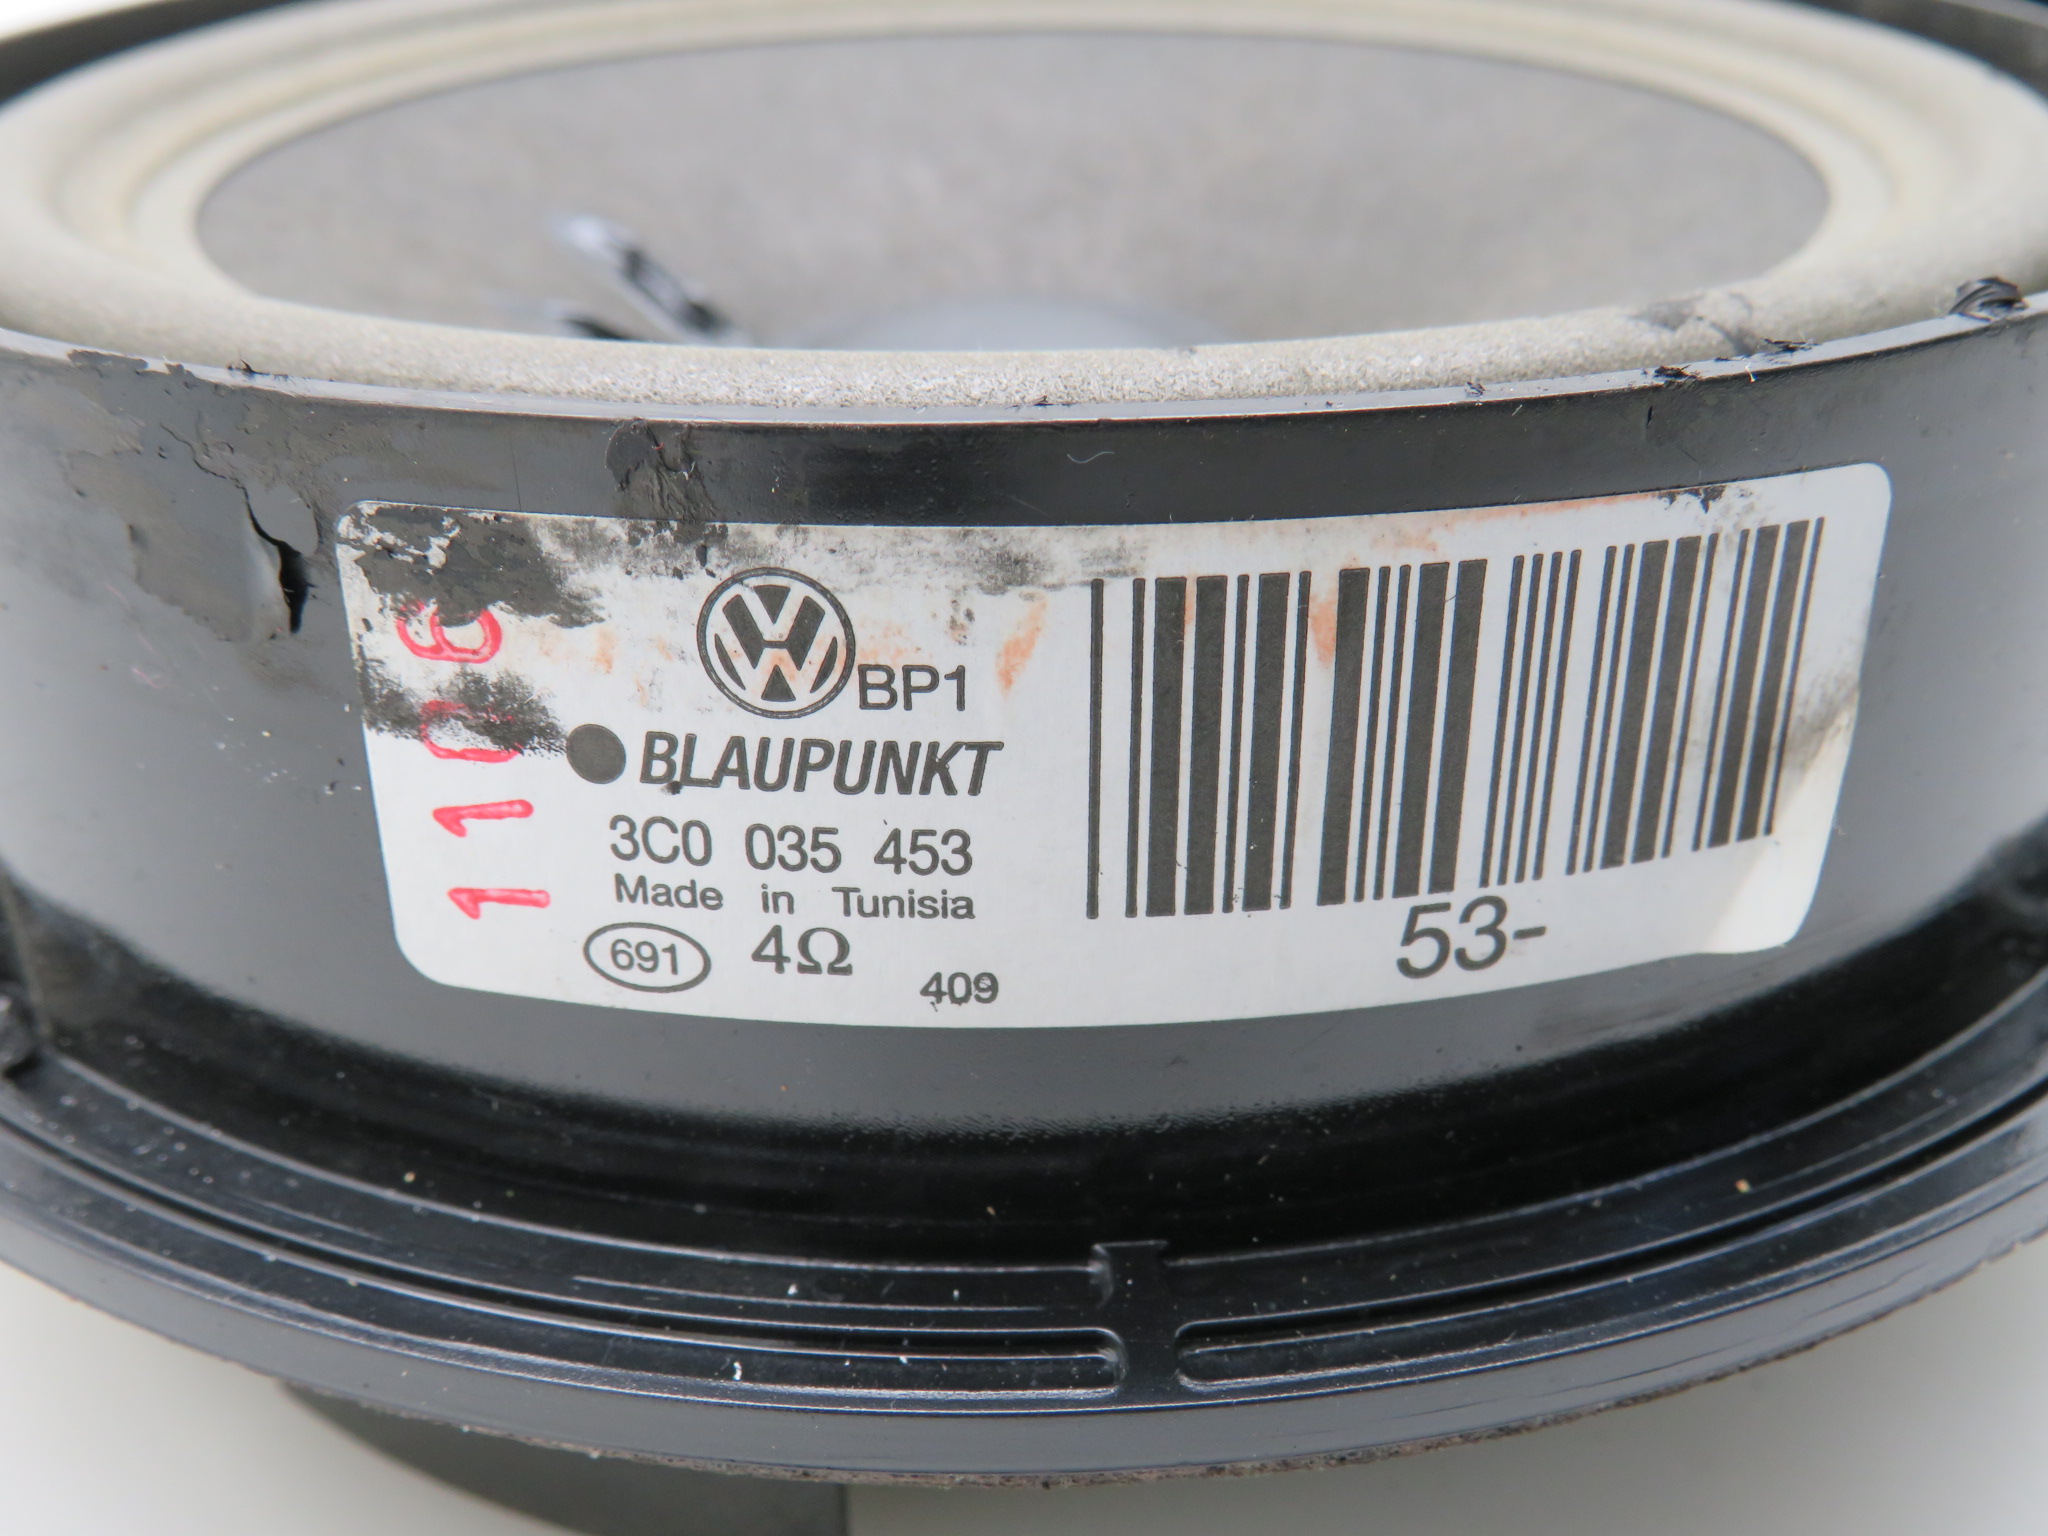 BP1
BLAUPUNKT
3C0 035 453
Made in Tunisia
691 4Ω
409
53-
1106